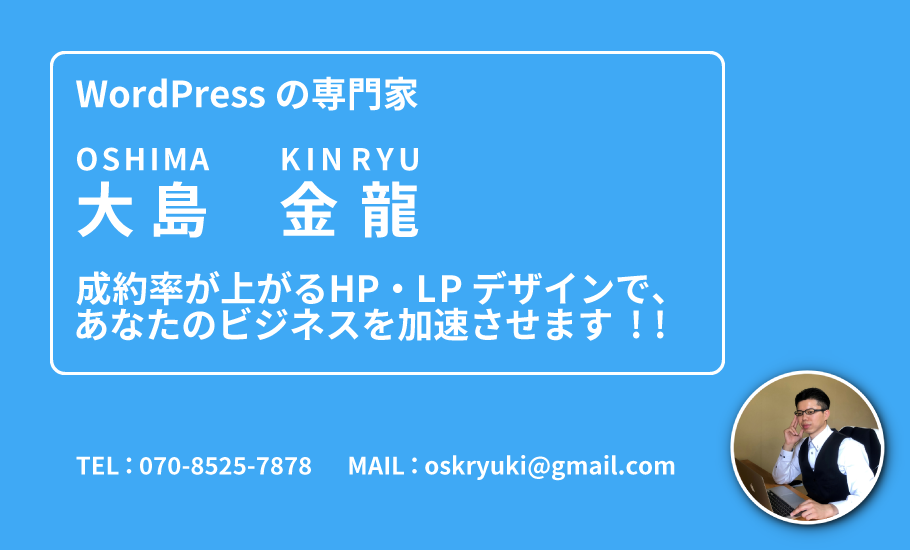 WordPress の専門家
OSHIMA KINRYU
大島 金龍
成約率が上がるHP・LP デザインで、
あなたのビジネスを加速させます !!
TEL:070-8525-7878 MAIL:oskryuki@gmail.com